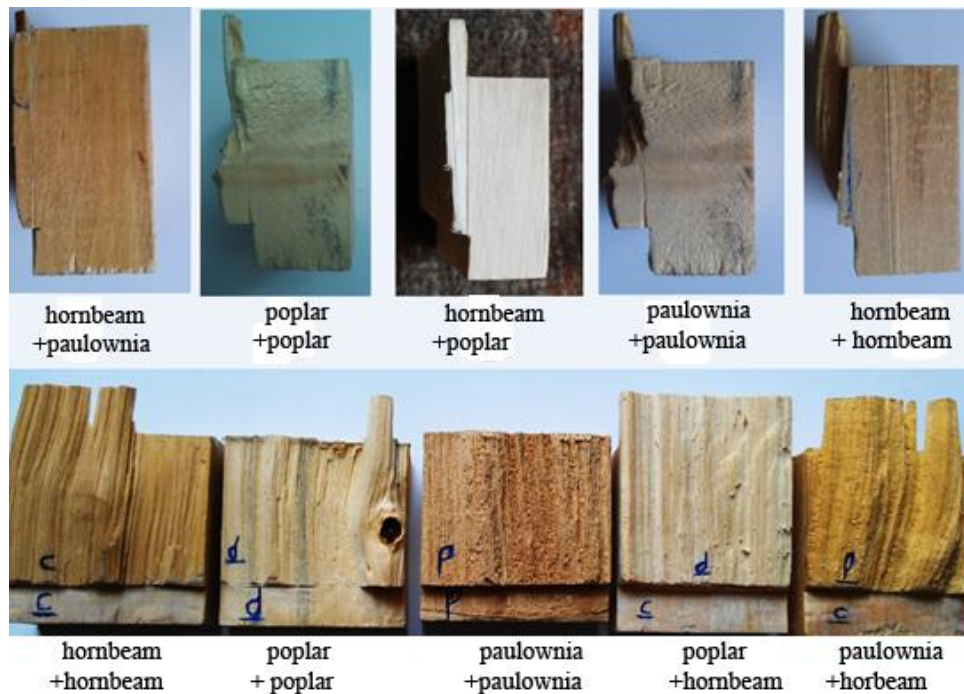 hornbeam poplar hornbeam paulownia hornbeam
+paulownia +poplar +poplar +paulownia + hornbeam
c d p d p
c d p c c
hornbeam poplar paulownia poplar paulownia
+hornbeam + poplar +paulownia +hornbeam +horbeam